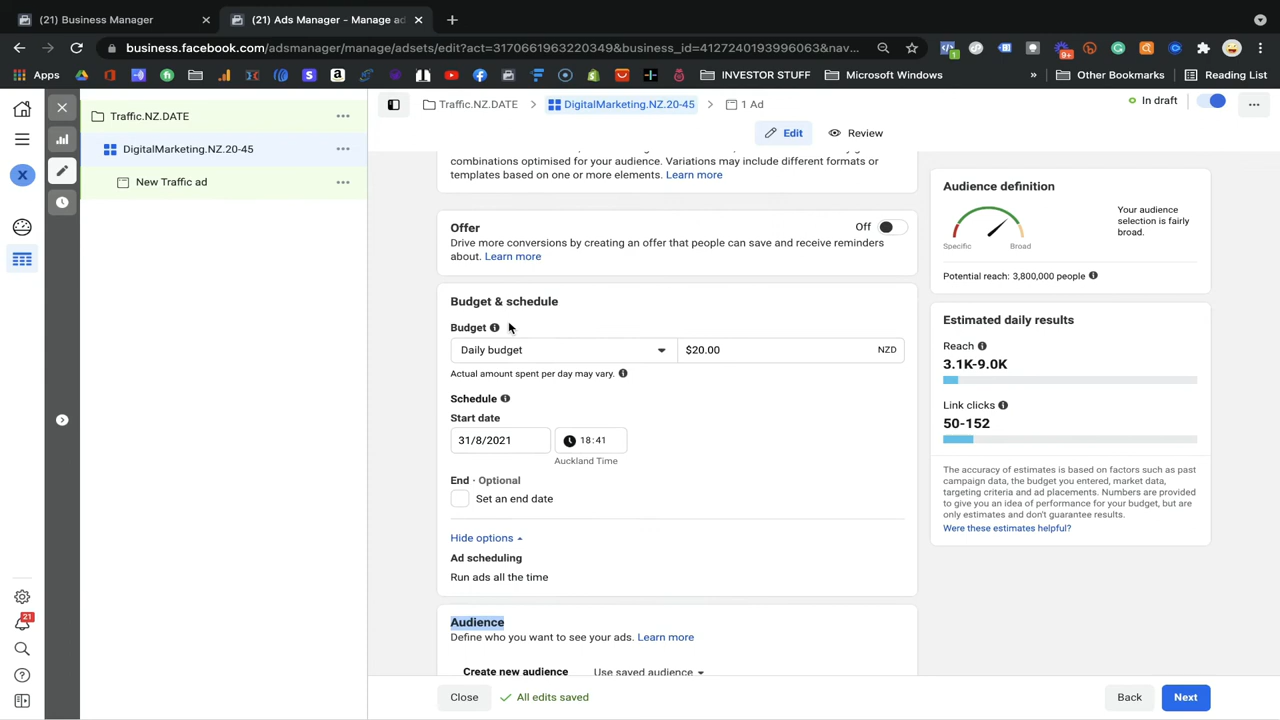 (21) Business Manager
(21) Ads Manager - Manage ad
business.facebook.com/adsmanager/manage/adsets/edit?act=3170661963220349&business_id=4127240193996063&nav...
9+
1
Apps
INVESTOR STUFF
Microsoft Windows
»
Other Bookmarks
Reading List
Traffic.NZ.DATE
DigitalMarketing.NZ.20-45
New Traffic ad
X
21
Traffic.NZ.DATE
DigitalMarketing.NZ.20-45
1 Ad
In draft
Edit
Review
combinations optimised for your audience. Variations may include different formats or
templates based on one or more elements. Learn more
Offer
Off
Drive more conversions by creating an offer that people can save and receive reminders
about. Learn more
Budget & schedule
Budget
Daily budget
$20.00
NZD
Actual amount spent per day may vary.
Schedule
Start date
31/8/2021
18:41
Auckland Time
End · Optional
Set an end date
Hide options
Ad scheduling
Run ads all the time
Audience
Define who you want to see your ads. Learn more
Create new audience
Use saved audience
Close
All edits saved
Back
Next
Audience definition
Your audience
selection is fairly
broad.
Specific
Broad
Potential reach: 3,800,000 people
Estimated daily results
Reach
3.1K-9.0K
Link clicks
50-152
The accuracy of estimates is based on factors such as past
campaign data, the budget you entered, market data,
targeting criteria and ad placements. Numbers are provided
to give you an idea of performance for your budget, but are
only estimates and don't guarantee results.
Were these estimates helpful?